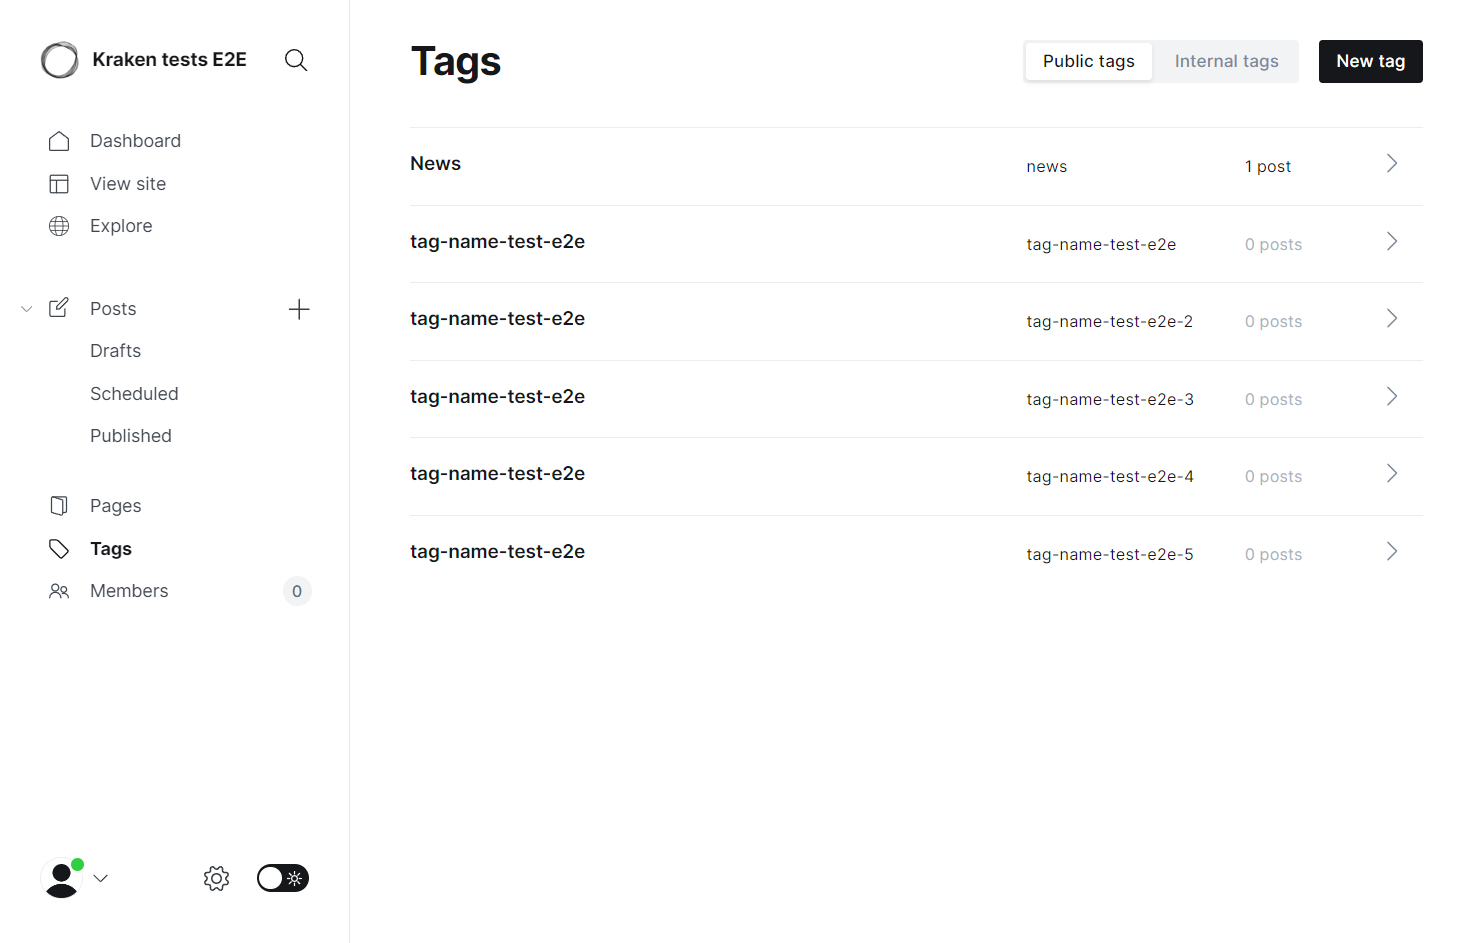 Kraken tests E2E
Dashboard
View site
Explore
Posts
Drafts
Scheduled
Published
Pages
Tags
Members 0
Tags
Public tags Internal tags New tag
News news 1 post
tag-name-test-e2e tag-name-test-e2e 0 posts
tag-name-test-e2e tag-name-test-e2e-2 0 posts
tag-name-test-e2e tag-name-test-e2e-3 0 posts
tag-name-test-e2e tag-name-test-e2e-4 0 posts
tag-name-test-e2e tag-name-test-e2e-5 0 posts